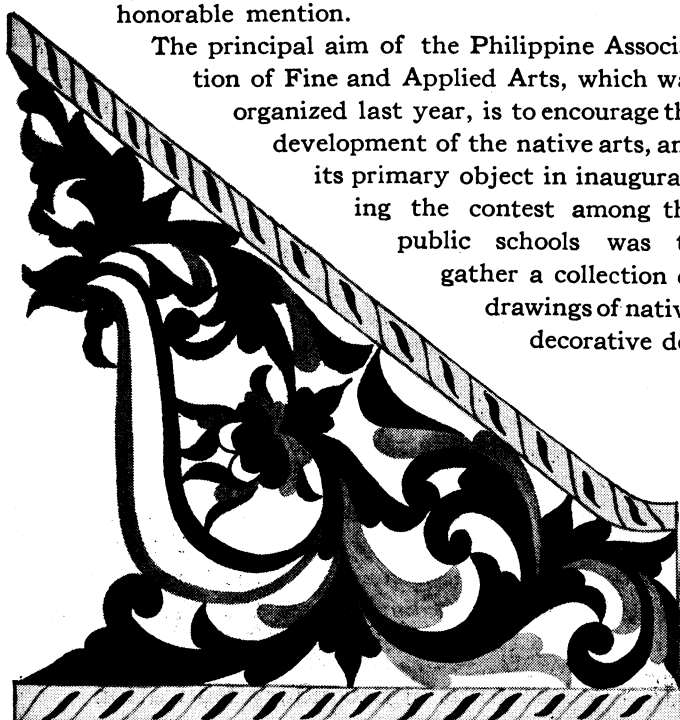 honorable mention.
The principal aim of the Philippine Associa
tion of Fine and Applied Arts, which wa
organized last year, is to encourage th
development of the native arts, an
its primary object in inaugura
ing the contest among th
public schools was t
gather a collection
drawings of nativ
decorative de